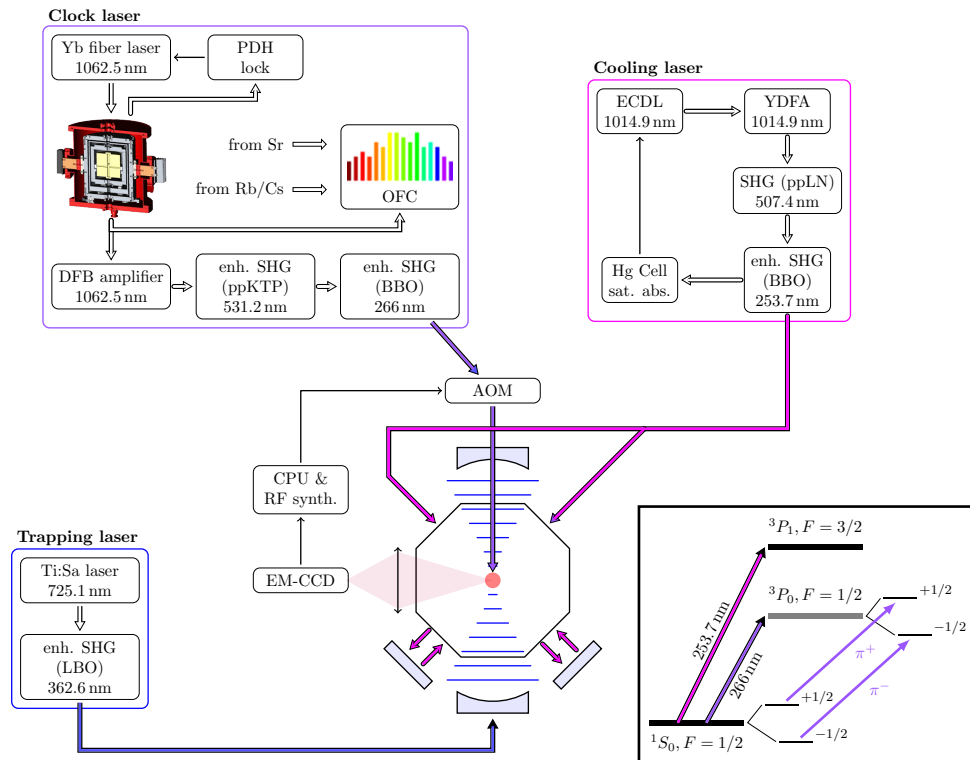 Clock laser
Yb fiber laser
1062.5 nm
PDH
lock
from Sr
from Rb/Cs
OFC
DFB amplifier
1062.5 nm
enh. SHG
(ppKTP)
531.2 nm
enh. SHG
(BBO)
266 nm
Cooling laser
ECDL
1014.9 nm
YDFA
1014.9 nm
SHG (ppLN)
507.4 nm
Hg Cell
sat. abs.
enh. SHG
(BBO)
253.7 nm
AOM
CPU &
RF synth.
EM-CCD
Trapping laser
Ti:Sa laser
725.1 nm
enh. SHG
(LBO)
362.6 nm
³P₁, F = 3/2
³P₀, F = 1/2
+1/2
−1/2
253.7 nm
266 nm
π⁺
π⁻
+1/2
−1/2
¹S₀, F = 1/2